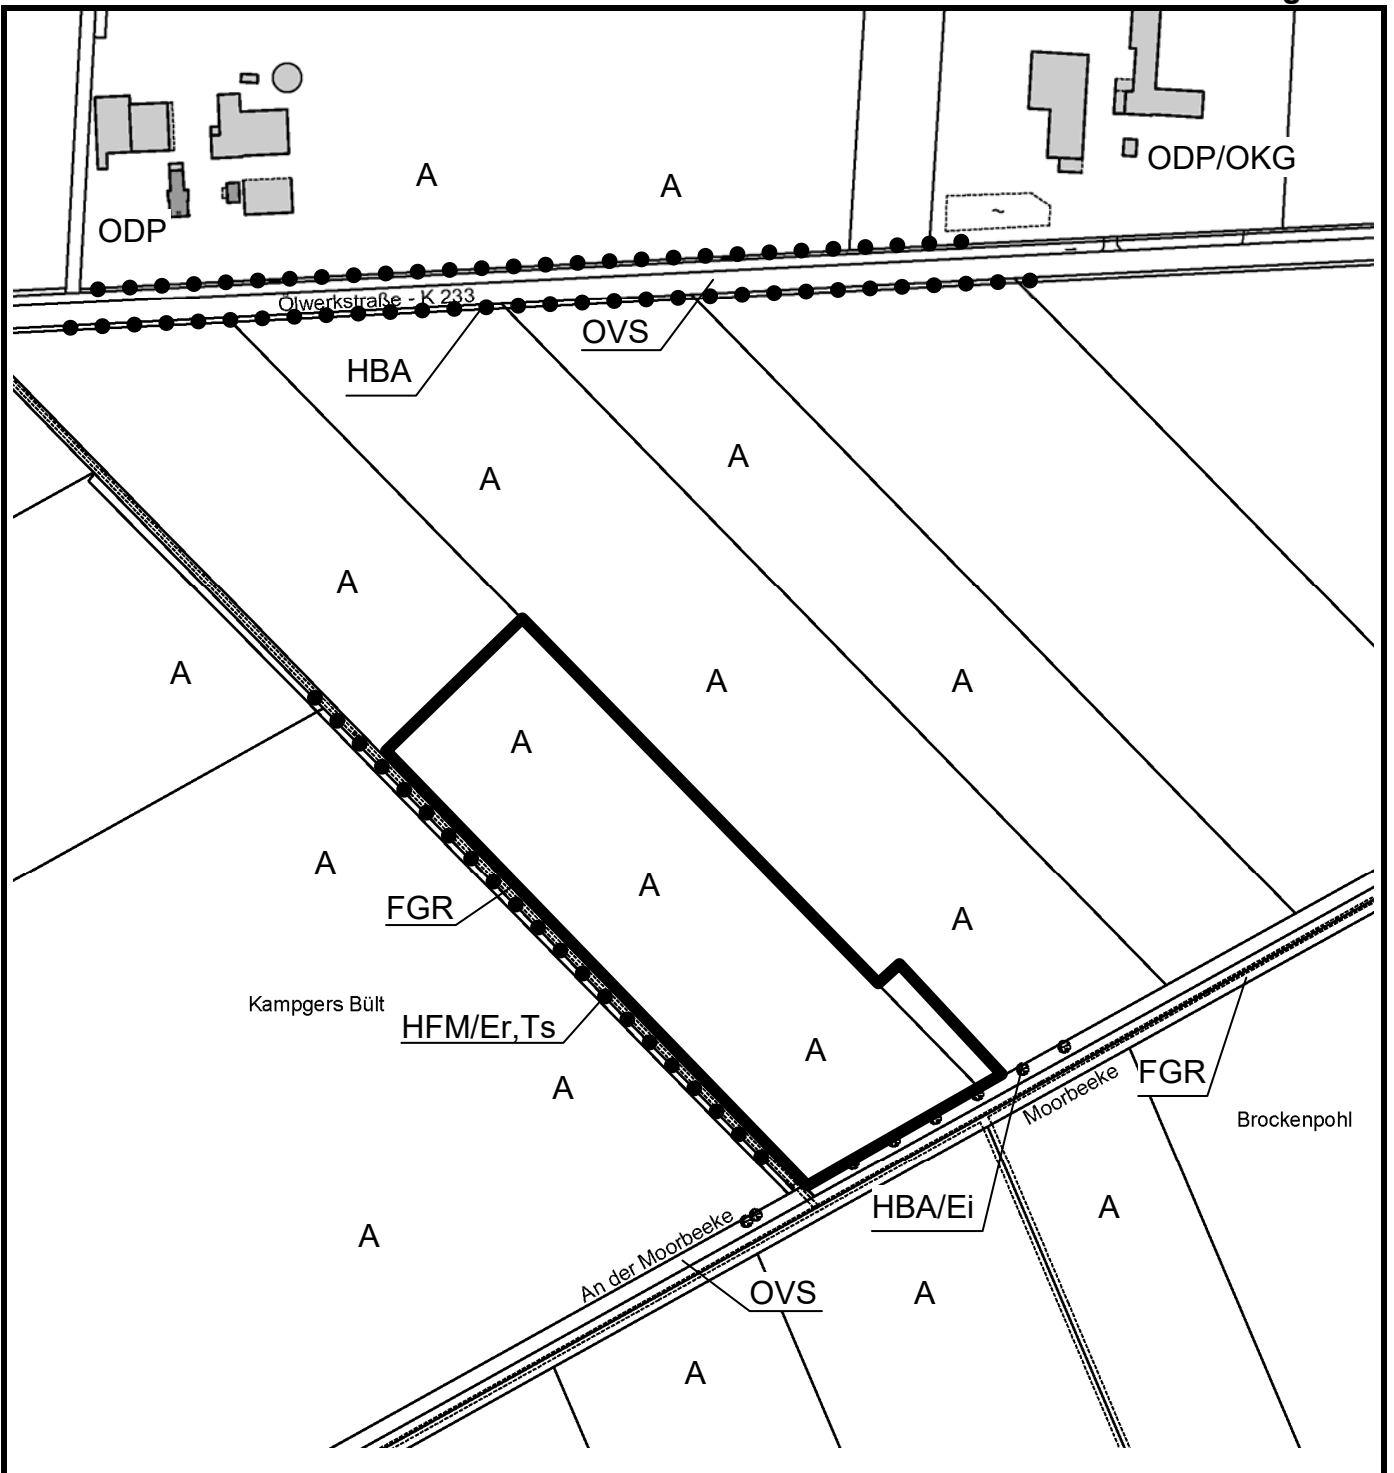 ODP/OKG
A
A
ODP
Ölwerkstraße - K 233
OVS
HBA
A
A
A
A
A
A
A
A
A
FGR
A
Kampgers Bült
HFM/Er,Ts
A
A
FGR
Moorbeeke
Brockenpohl
HBA/Ei
A
A
An der Moorbeeke
OVS
A
A